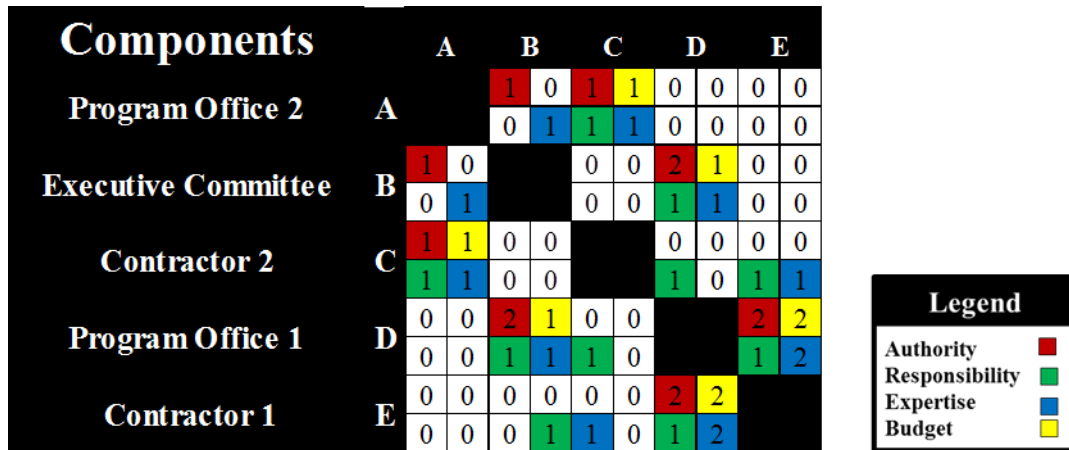 Components A B C D E
1 0 1 1 0 0 0 0
Program Office 2 A
0 1 1 1 0 0 0 0
1 0 0 0 2 1 0 0
Executive Committee B
0 1 0 0 1 1 0 0
1 1 0 0 0 0 0 0
Contractor 2 C
1 1 0 0 1 0 1 1
0 0 2 1 0 0 2 2
Program Office 1 D
0 0 1 1 1 0 1 2
0 0 0 0 0 0 2 2
Contractor 1 E
0 0 0 1 1 0 1 2
Legend
Authority
Responsibility
Expertise
Budget